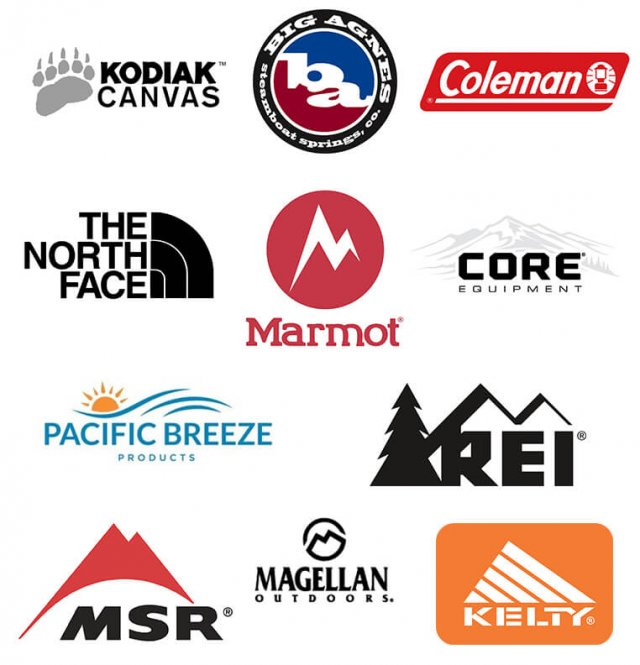 KODIAK™
CANVAS
BIG AGNES
ba
steamboat springs, co.
Coleman
®
THE
NORTH
FACE
Marmot®
CORE®
EQUIPMENT
PACIFIC BREEZE
PRODUCTS
REI®
MSR®
MAGELLAN
OUTDOORS®
KELTY®